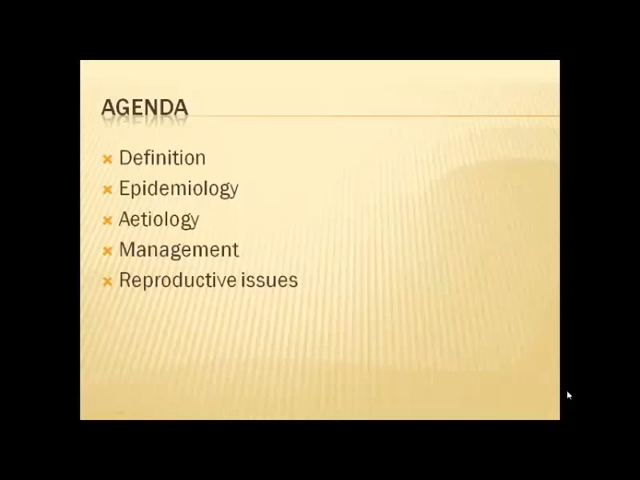 AGENDA
Definition
Epidemiology
Aetiology
Management
Reproductive issues